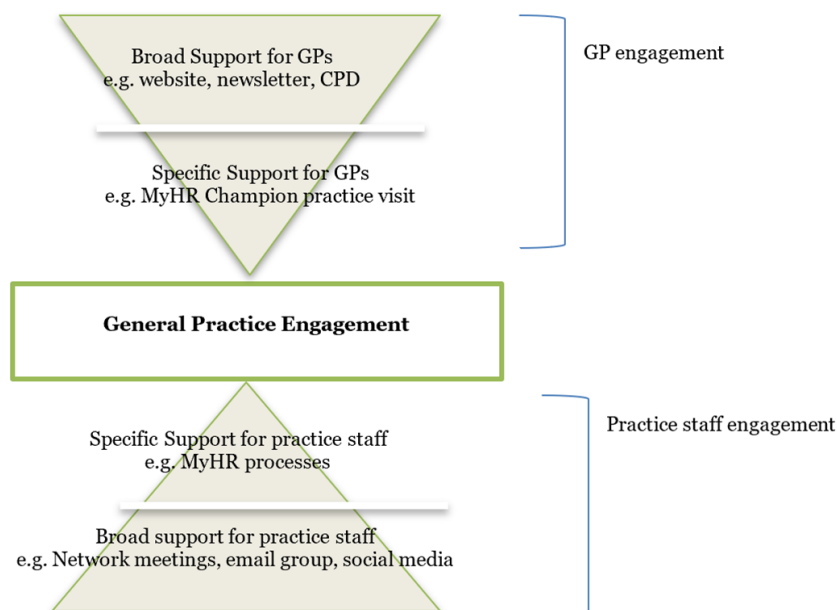 Broad Support for GPs
e.g. website, newsletter, CPD
GP engagement
Specific Support for GPs
e.g. MyHR Champion practice visit
General Practice Engagement
Specific Support for practice staff
e.g. MyHR processes
Practice staff engagement
Broad support for practice staff
e.g. Network meetings, email group, social media